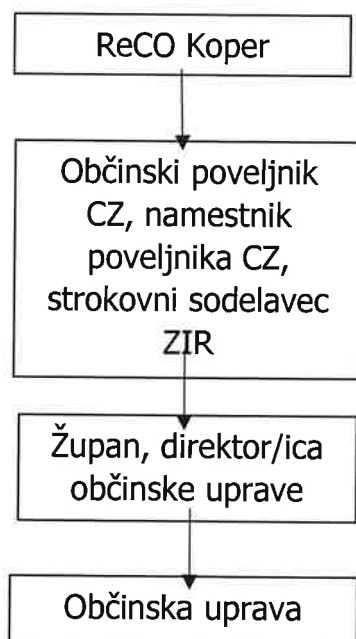 ReCO Koper
Občinski poveljnik
CZ, namestnik
poveljnika CZ,
strokovni sodelavec
ZIR
Župan, direktor/ica
občinske uprave
Občinska uprava